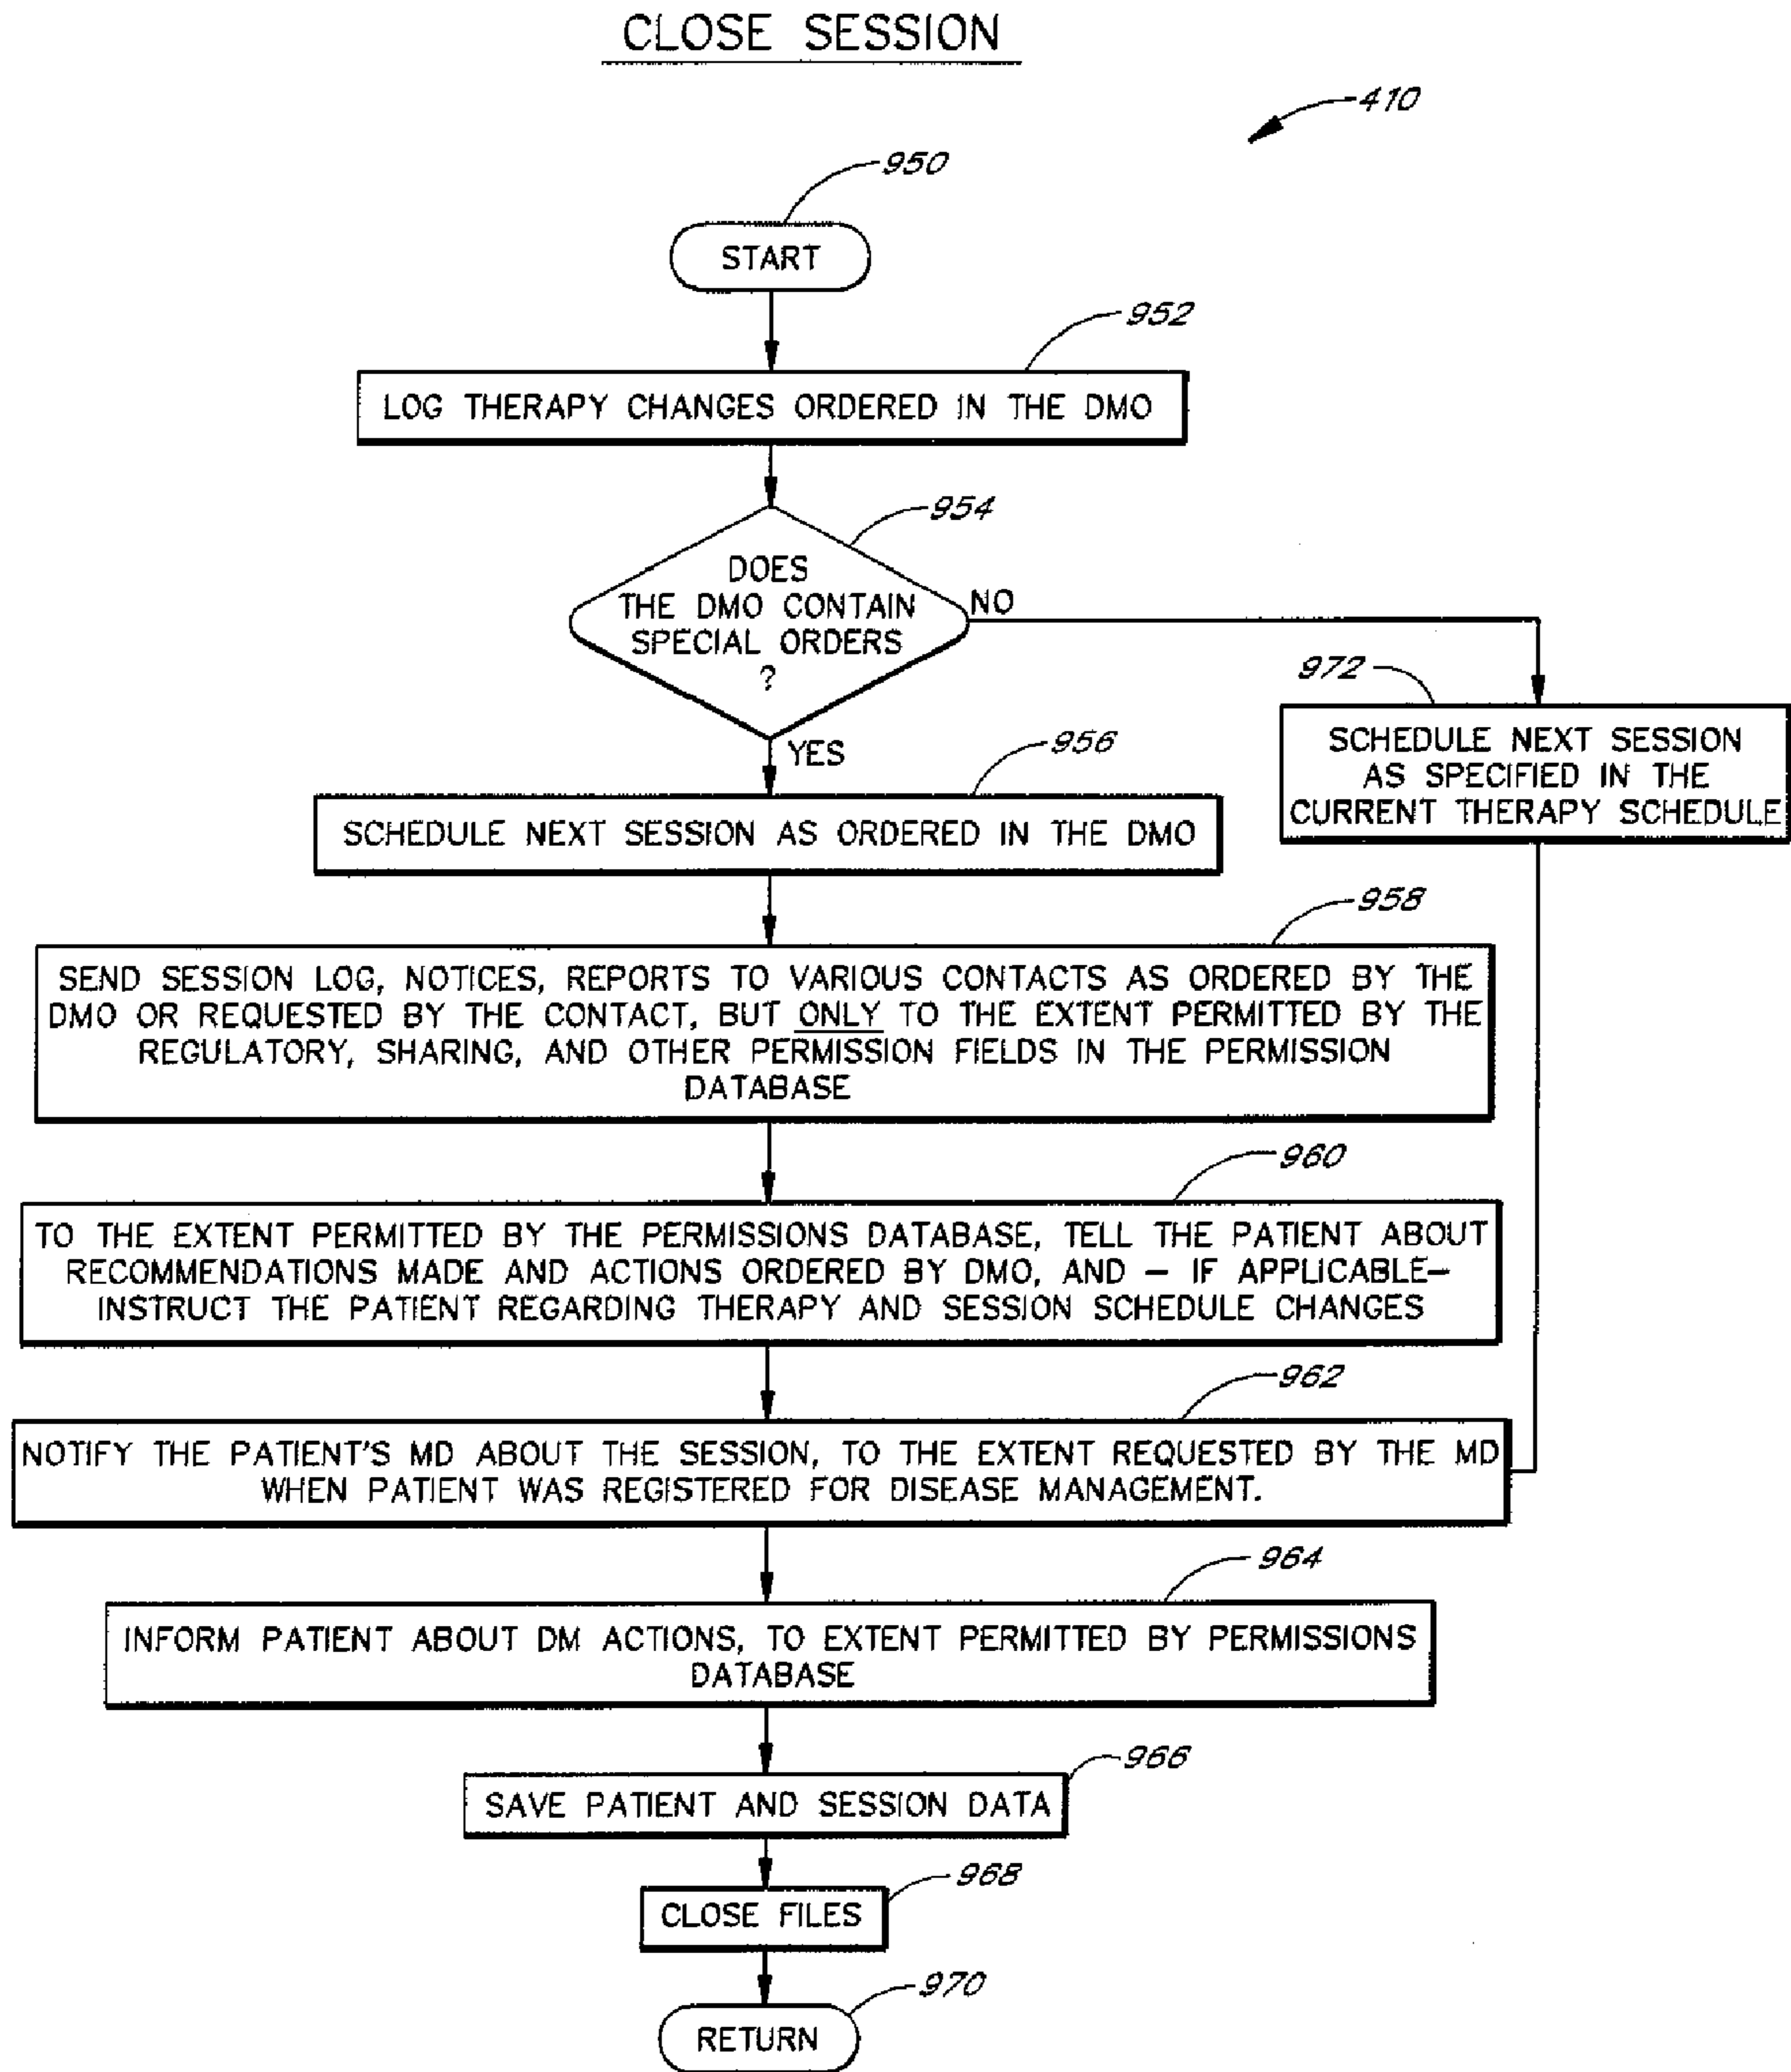 CLOSE SESSION
410
950
START
952
LOG THERAPY CHANGES ORDERED IN THE DMO
954
DOES
THE DMO CONTAIN
SPECIAL ORDERS
?
NO
YES
972
SCHEDULE NEXT SESSION
AS SPECIFIED IN THE
CURRENT THERAPY SCHEDULE
956
SCHEDULE NEXT SESSION AS ORDERED IN THE DMO
958
SEND SESSION LOG, NOTICES, REPORTS TO VARIOUS CONTACTS AS ORDERED BY THE
DMO OR REQUESTED BY THE CONTACT, BUT ONLY TO THE EXTENT PERMITTED BY THE
REGULATORY, SHARING, AND OTHER PERMISSION FIELDS IN THE PERMISSION
DATABASE
960
TO THE EXTENT PERMITTED BY THE PERMISSIONS DATABASE, TELL THE PATIENT ABOUT
RECOMMENDATIONS MADE AND ACTIONS ORDERED BY DMO, AND – IF APPLICABLE–
INSTRUCT THE PATIENT REGARDING THERAPY AND SESSION SCHEDULE CHANGES
962
NOTIFY THE PATIENT'S MD ABOUT THE SESSION, TO THE EXTENT REQUESTED BY THE MD
WHEN PATIENT WAS REGISTERED FOR DISEASE MANAGEMENT.
964
INFORM PATIENT ABOUT DM ACTIONS, TO EXTENT PERMITTED BY PERMISSIONS
DATABASE
966
SAVE PATIENT AND SESSION DATA
968
CLOSE FILES
970
RETURN